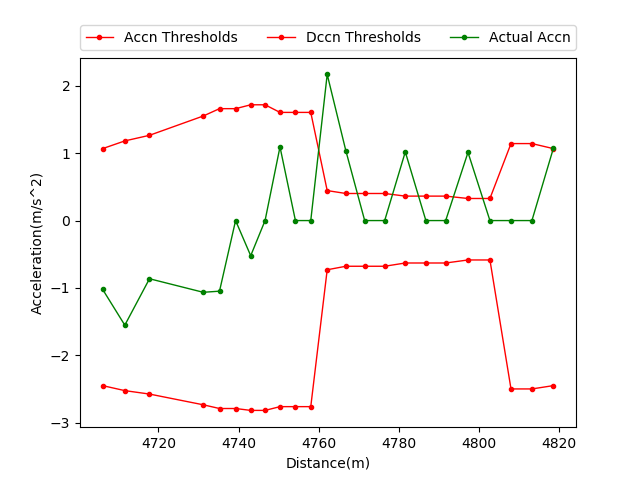 Accn Thresholds Dccn Thresholds Actual Accn
2
1
0
−1
−2
−3
Acceleration(m/s^2)
4720 4740 4760 4780 4800 4820
Distance(m)